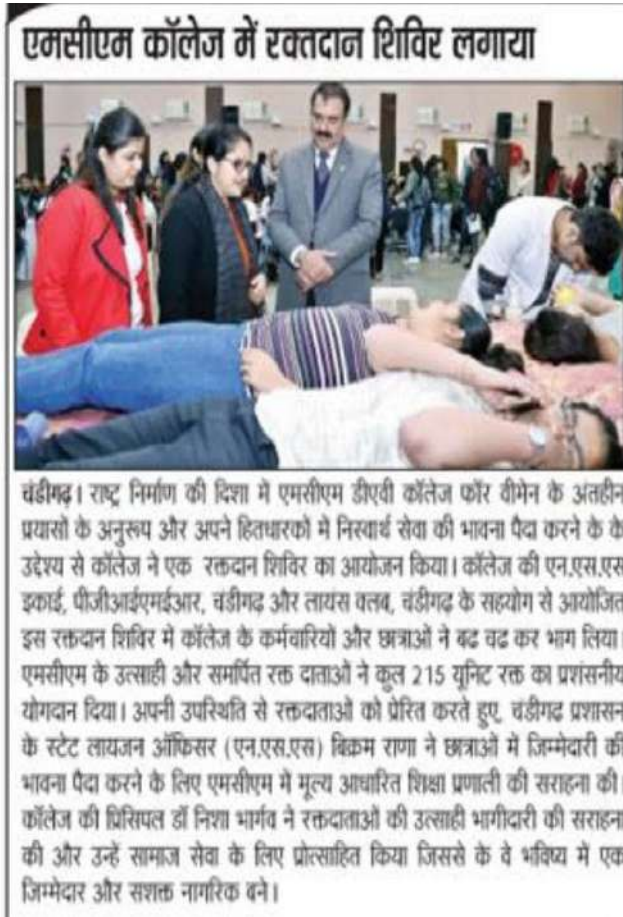 एमसीएम कॉलेज में रक्तदान शिविर लगाया
चंडीगढ़। राष्ट्र निर्माण की दिशा में एमसीएम डीएवी कॉलेज फॉर वीमेन के अंतहीन
प्रयासों के अनुरूप और अपने हितधारकों में निस्वार्थ सेवा की भावना पैदा करने के के
उद्देश्य से कॉलेज ने एक रक्तदान शिविर का आयोजन किया। कॉलेज की एन.एस.एस
इकाई, पीजीआईएमईआर, चंडीगढ़ और लायंस क्लब, चंडीगढ़ के सहयोग से आयोजित
इस रक्तदान शिविर में कॉलेज के कर्मचारियों और छात्राओं ने बढ चढ कर भाग लिया।
एमसीएम के उत्साही और समर्पित रक्त दाताओं ने कुल 215 यूनिट रक्त का प्रशंसनीय
योगदान दिया। अपनी उपस्थिति से रक्तदाताओं को प्रेरित करते हुए, चंडीगढ़ प्रशासन
के स्टेट लायजन ऑफिसर (एन.एस.एस) बिक्रम राणा ने छात्राओं में जिम्मेदारी की
भावना पैदा करने के लिए एमसीएम में मूल्य आधारित शिक्षा प्रणाली की सराहना की।
कॉलेज की प्रिंसिपल डॉ निशा भार्गव ने रक्तदाताओं की उत्साही भागीदारी की सराहना
की और उन्हें सामाज सेवा के लिए प्रोत्साहित किया जिससे के वे भविष्य में एक
जिम्मेदार और सशक्त नागरिक बने।